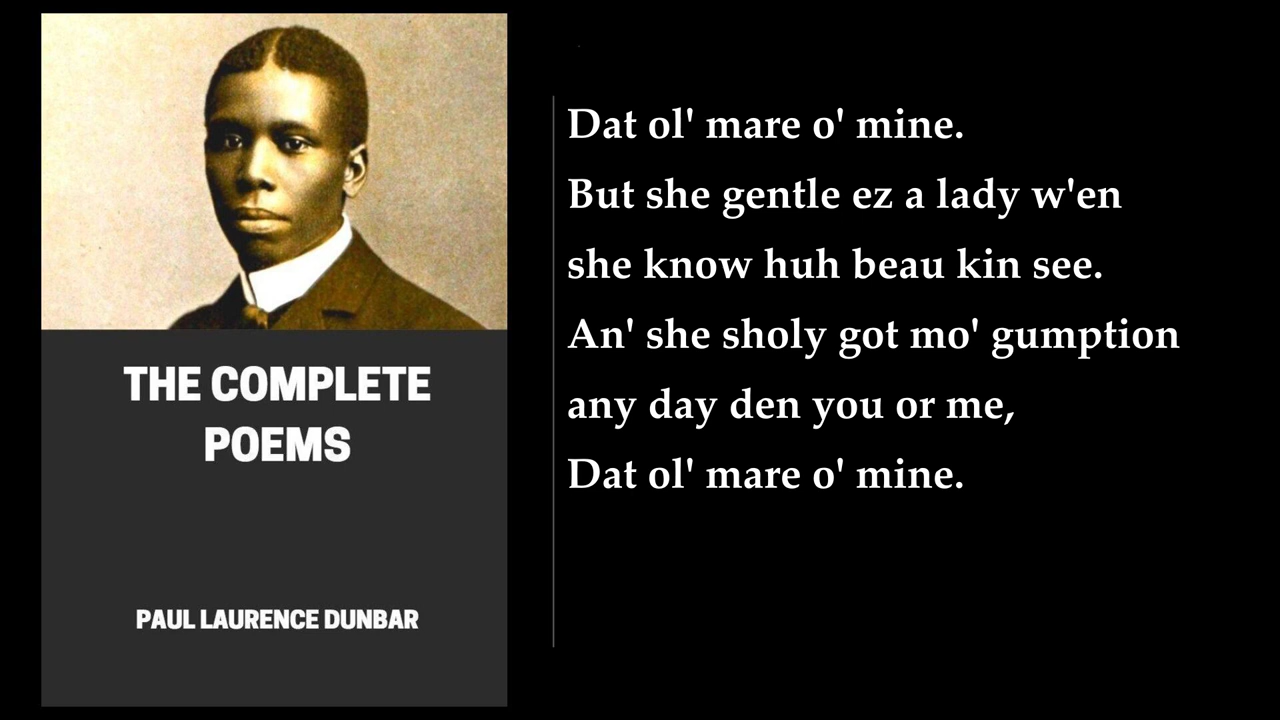 THE COMPLETE
POEMS
PAUL LAURENCE DUNBAR
Dat ol' mare o' mine.
But she gentle ez a lady w'en
she know huh beau kin see.
An' she sholy got mo' gumption
any day den you or me,
Dat ol' mare o' mine.